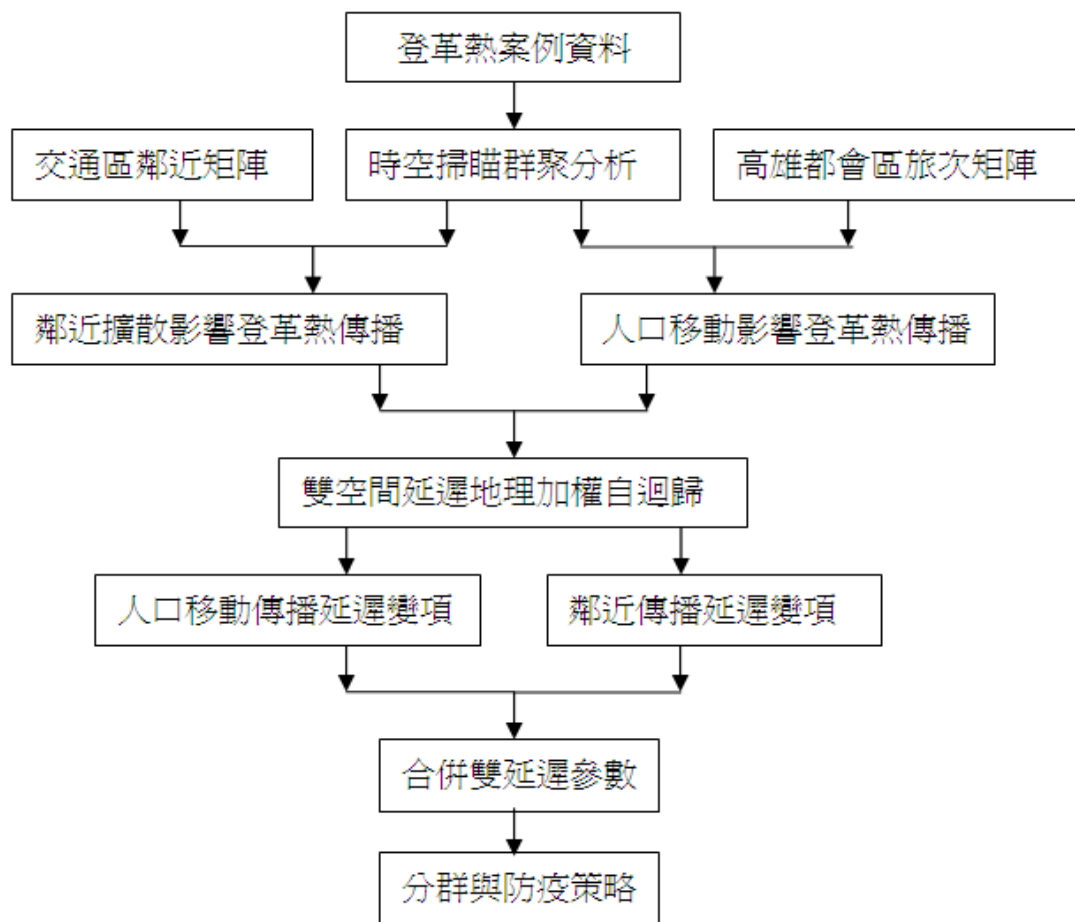 登革熱案例資料
交通區鄰近矩陣
時空掃瞄群聚分析
高雄都會區旅次矩陣
鄰近擴散影響登革熱傳播
人口移動影響登革熱傳播
雙空間延遲地理加權自迴歸
人口移動傳播延遲變項
鄰近傳播延遲變項
合併雙延遲參數
分群與防疫策略